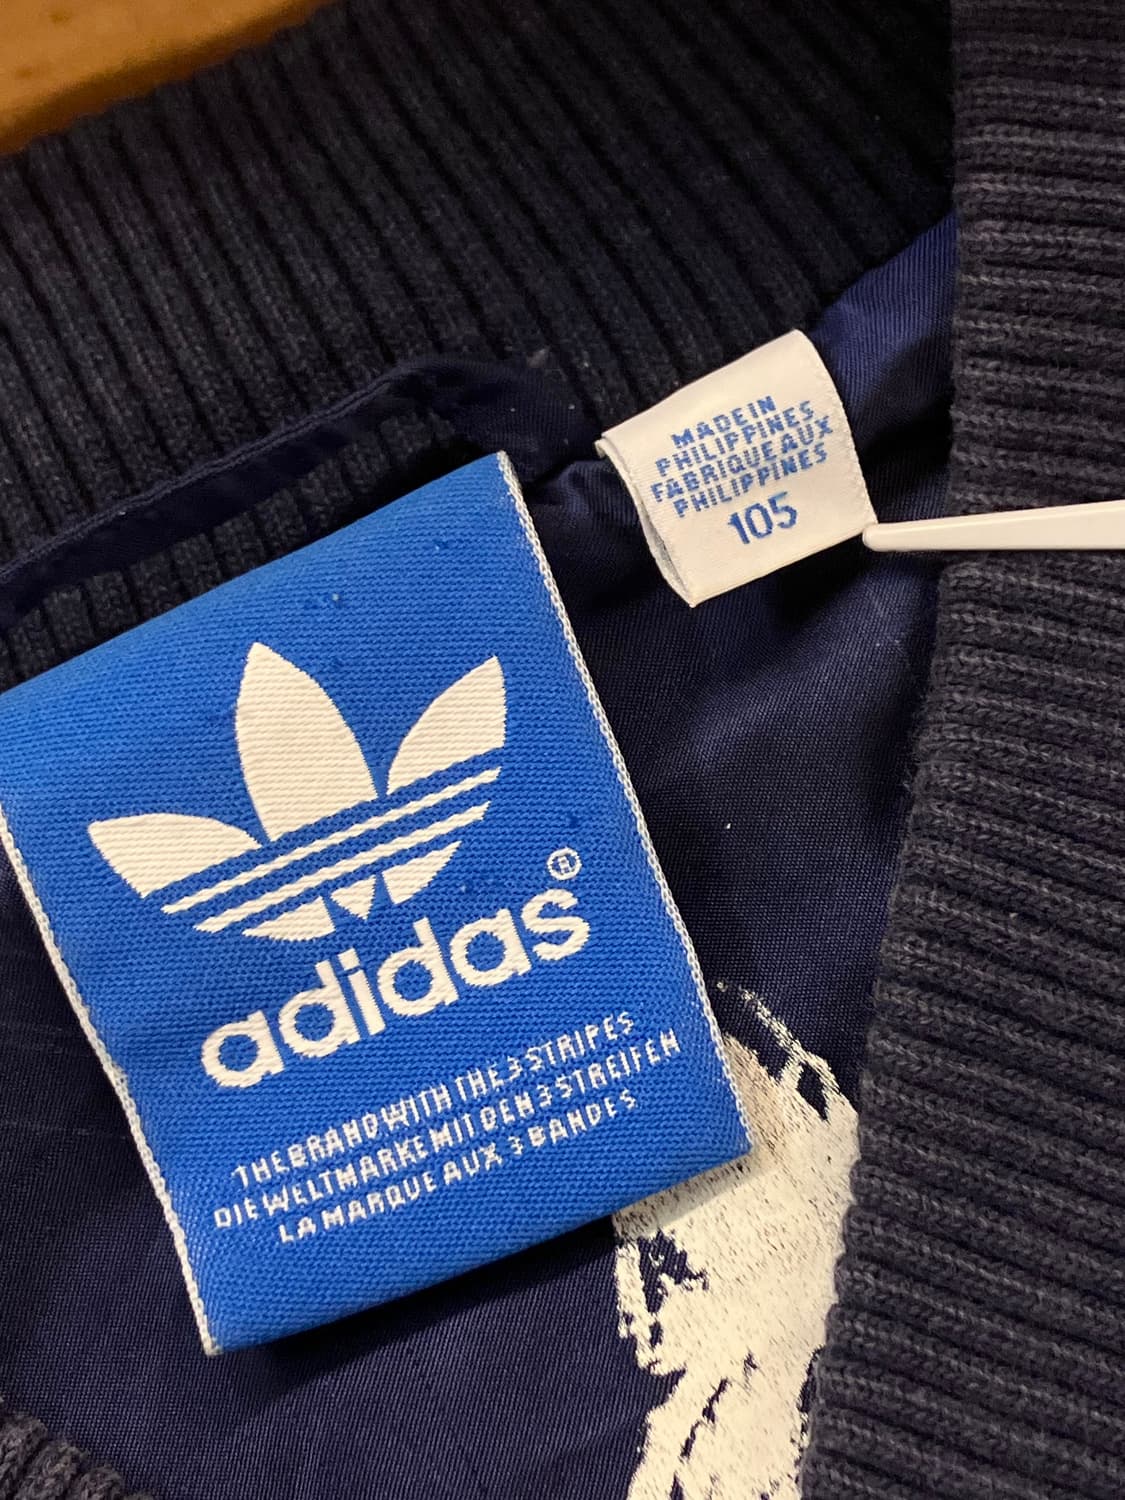 MADE IN
PHILIPPINES
FABRIQUE AUX
PHILIPPINES
105
adidas®
THE BRAND WITH THE 3 STRIPES
DIE WELTMARKE MIT DEN 3 STREIFEN
LA MARQUE AUX 3 BANDES